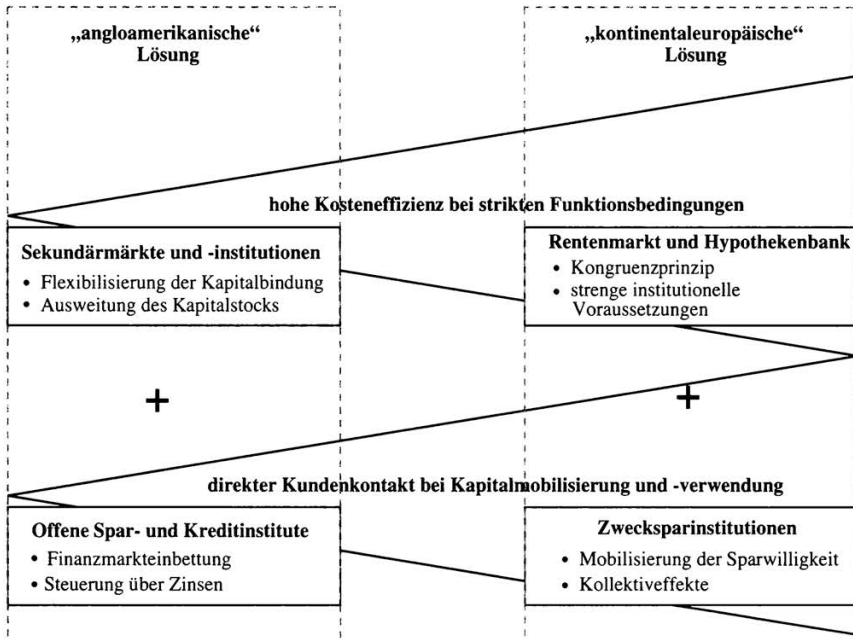 „angloamerikanische“
Lösung
„kontinentaleuropäische“
Lösung
hohe Kosteneffizienz bei strikten Funktionsbedingungen
Sekundärmärkte und -institutionen
• Flexibilisierung der Kapitalbindung
• Ausweitung des Kapitalstocks
Rentenmarkt und Hypothekenbank
• Kongruenzprinzip
• strenge institutionelle
Voraussetzungen
+
+
direkter Kundenkontakt bei Kapitalmobilisierung und -verwendung
Offene Spar- und Kreditinstitute
• Finanzmarkteinbettung
• Steuerung über Zinsen
Zwecksparinstitutionen
• Mobilisierung der Sparwilligkeit
• Kollektiveffekte